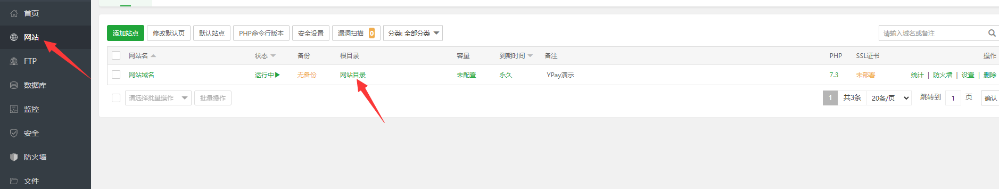 首页
网站
FTP
数据库
监控
安全
防火墙
文件
添加站点 修改默认页 默认站点 PHP命令行版本 安全设置 漏洞扫描 0 分类: 全部分类 请输入域名或备注
网站名 状态 备份 根目录 容量 到期时间 备注 PHP SSL证书 操作
网站域名 运行中 无备份 网站目录 未配置 永久 YPay演示 7.3 未部署 统计 | 防火墙 | 设置 | 删除
请选择批量操作 批量操作 1 共3条 20条/页 跳转到 1 页 确认